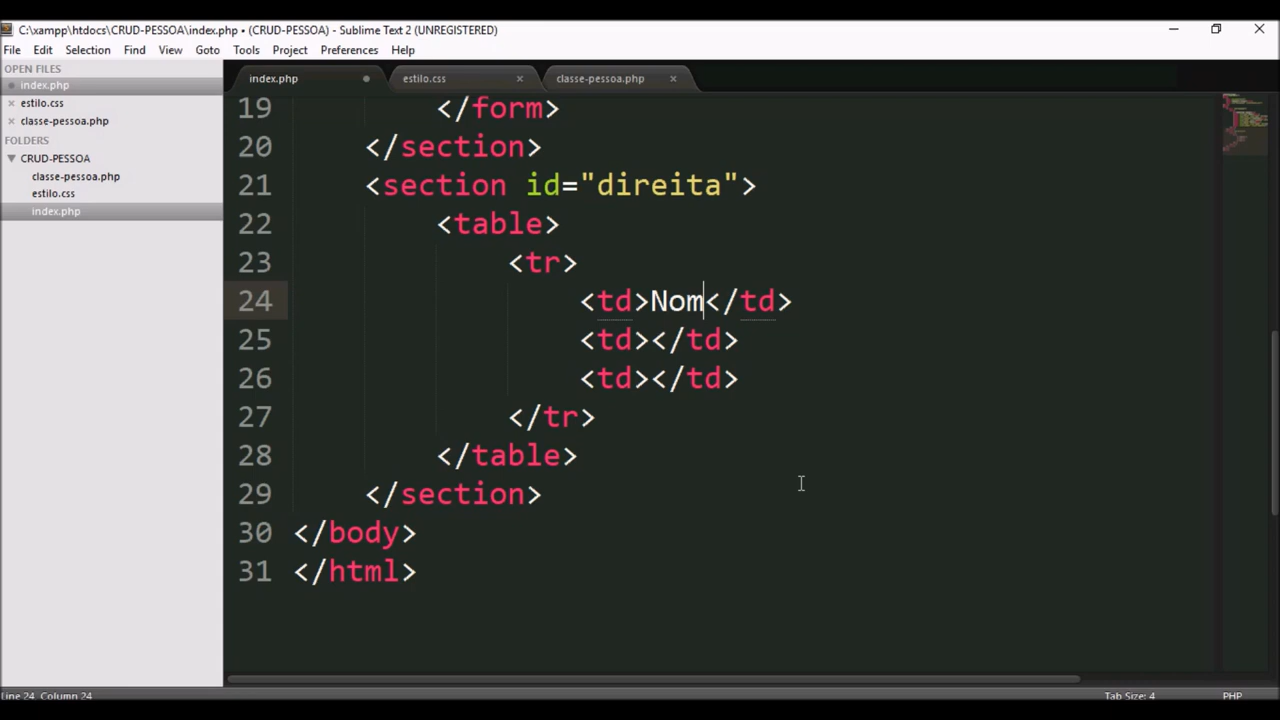 C:\xampp\htdocs\CRUD-PESSOA\index.php • (CRUD-PESSOA) - Sublime Text 2 (UNREGISTERED)
File Edit Selection Find View Goto Tools Project Preferences Help
OPEN FILES
index.php
estilo.css
classe-pessoa.php
FOLDERS
CRUD-PESSOA
classe-pessoa.php
estilo.css
index.php
index.php estilo.css classe-pessoa.php
19 </form>
20 </section>
21 <section id="direita">
22 <table>
23 <tr>
24 <td>Nom</td>
25 <td></td>
26 <td></td>
27 </tr>
28 </table>
29 </section>
30 </body>
31 </html>
Line 24, Column 24 Tab Size: 4 PHP